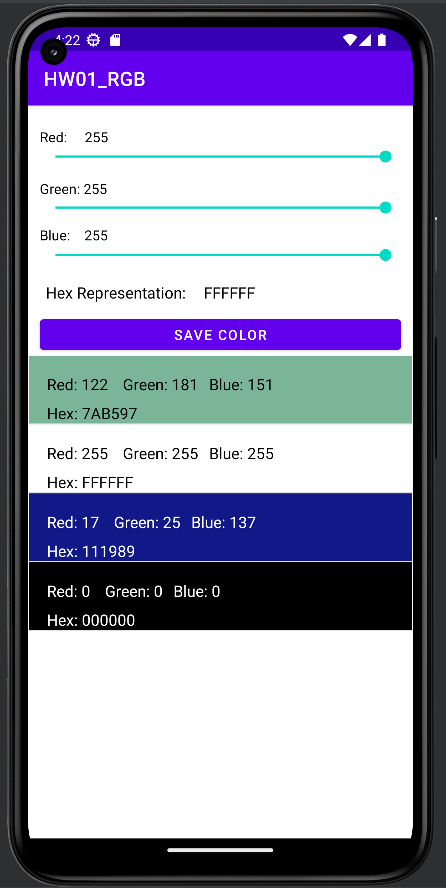 4:22
HW01_RGB
Red: 255
Green: 255
Blue: 255
Hex Representation: FFFFFF
SAVE COLOR
Red: 122 Green: 181 Blue: 151
Hex: 7AB597
Red: 255 Green: 255 Blue: 255
Hex: FFFFFF
Red: 17 Green: 25 Blue: 137
Hex: 111989
Red: 0 Green: 0 Blue: 0
Hex: 000000